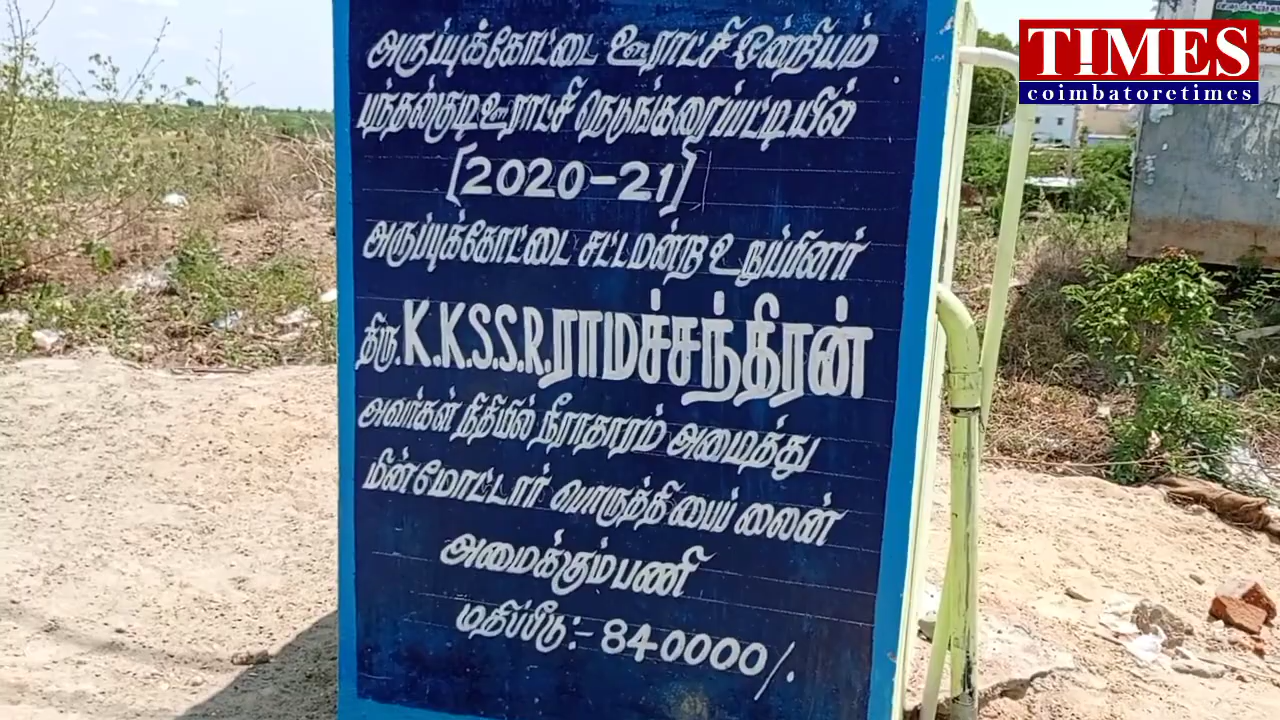 அருப்புக்கோட்டை ஊராட்சி ஒன்றியம்
பந்தல்குடி ஊராட்சி நெடுங்கரைப்பட்டியில்
[2020-21]
அருப்புக்கோட்டை சட்டமன்ற உறுப்பினர்
திரு.K.K.S.S.R.ராமச்சந்திரன்
அவர்கள் நிதியில் நீராதாரம் அமைத்து
மின்மோட்டார் பொருத்தி பைப் லைன்
அமைக்கும் பணி
மதிப்பீடு:- 840000/.
TIMES
coimbatoretimes